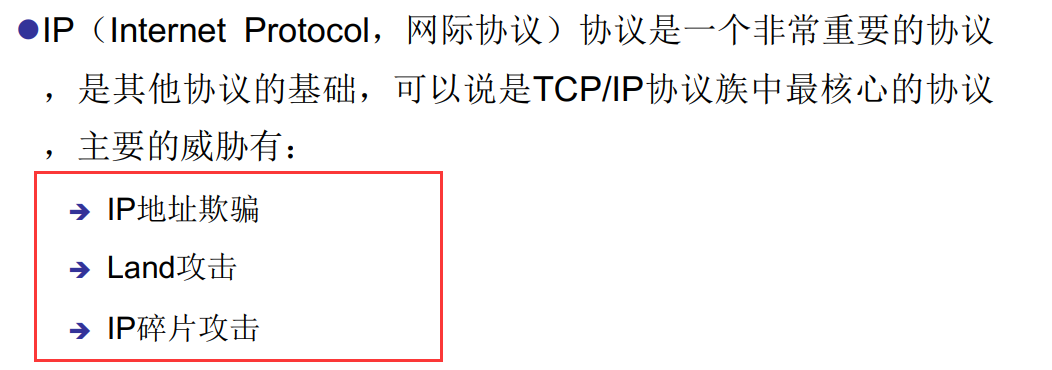 ●IP（Internet Protocol，网际协议）协议是一个非常重要的协议
，是其他协议的基础，可以说是TCP/IP协议族中最核心的协议
，主要的威胁有：
➔ IP地址欺骗
➔ Land攻击
➔ IP碎片攻击